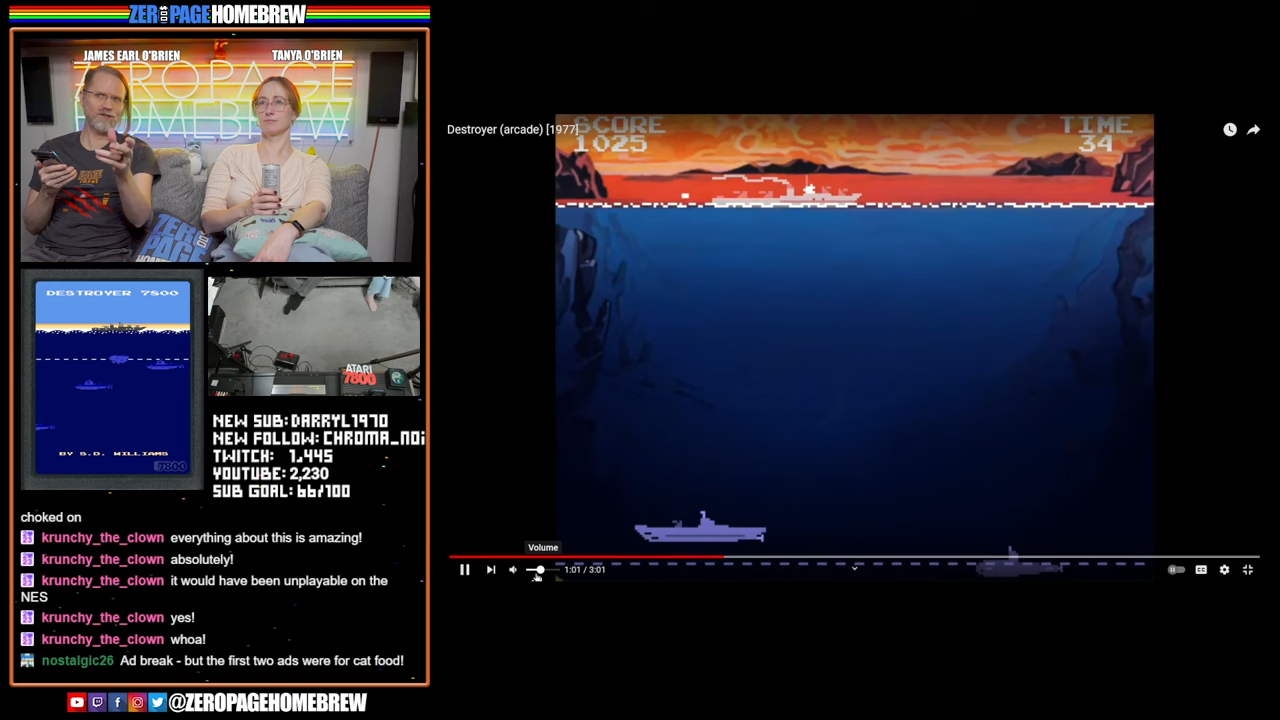 ZEROPAGE HOMEBREW
JAMES EARL O'BRIEN
TANYA O'BRIEN
ZEROPAGE
HOMEBREW
DESTROYER 7800
BY S.D. WILLIAMS
7800
ATARI
7800
NEW SUB: DARRYL1970
NEW FOLLOW: CHROMA_NOI
TWITCH: 1,445
YOUTUBE: 2,230
SUB GOAL: 66/100
choked on
krunchy_the_clown everything about this is amazing!
krunchy_the_clown absolutely!
krunchy_the_clown it would have been unplayable on the
NES
krunchy_the_clown yes!
krunchy_the_clown whoa!
nostalgic26 Ad break - but the first two ads were for cat food!
@ZEROPAGEHOMEBREW
Destroyer (arcade) [1977]
SCORE
1025
TIME
34
Volume
1:01 / 3:01